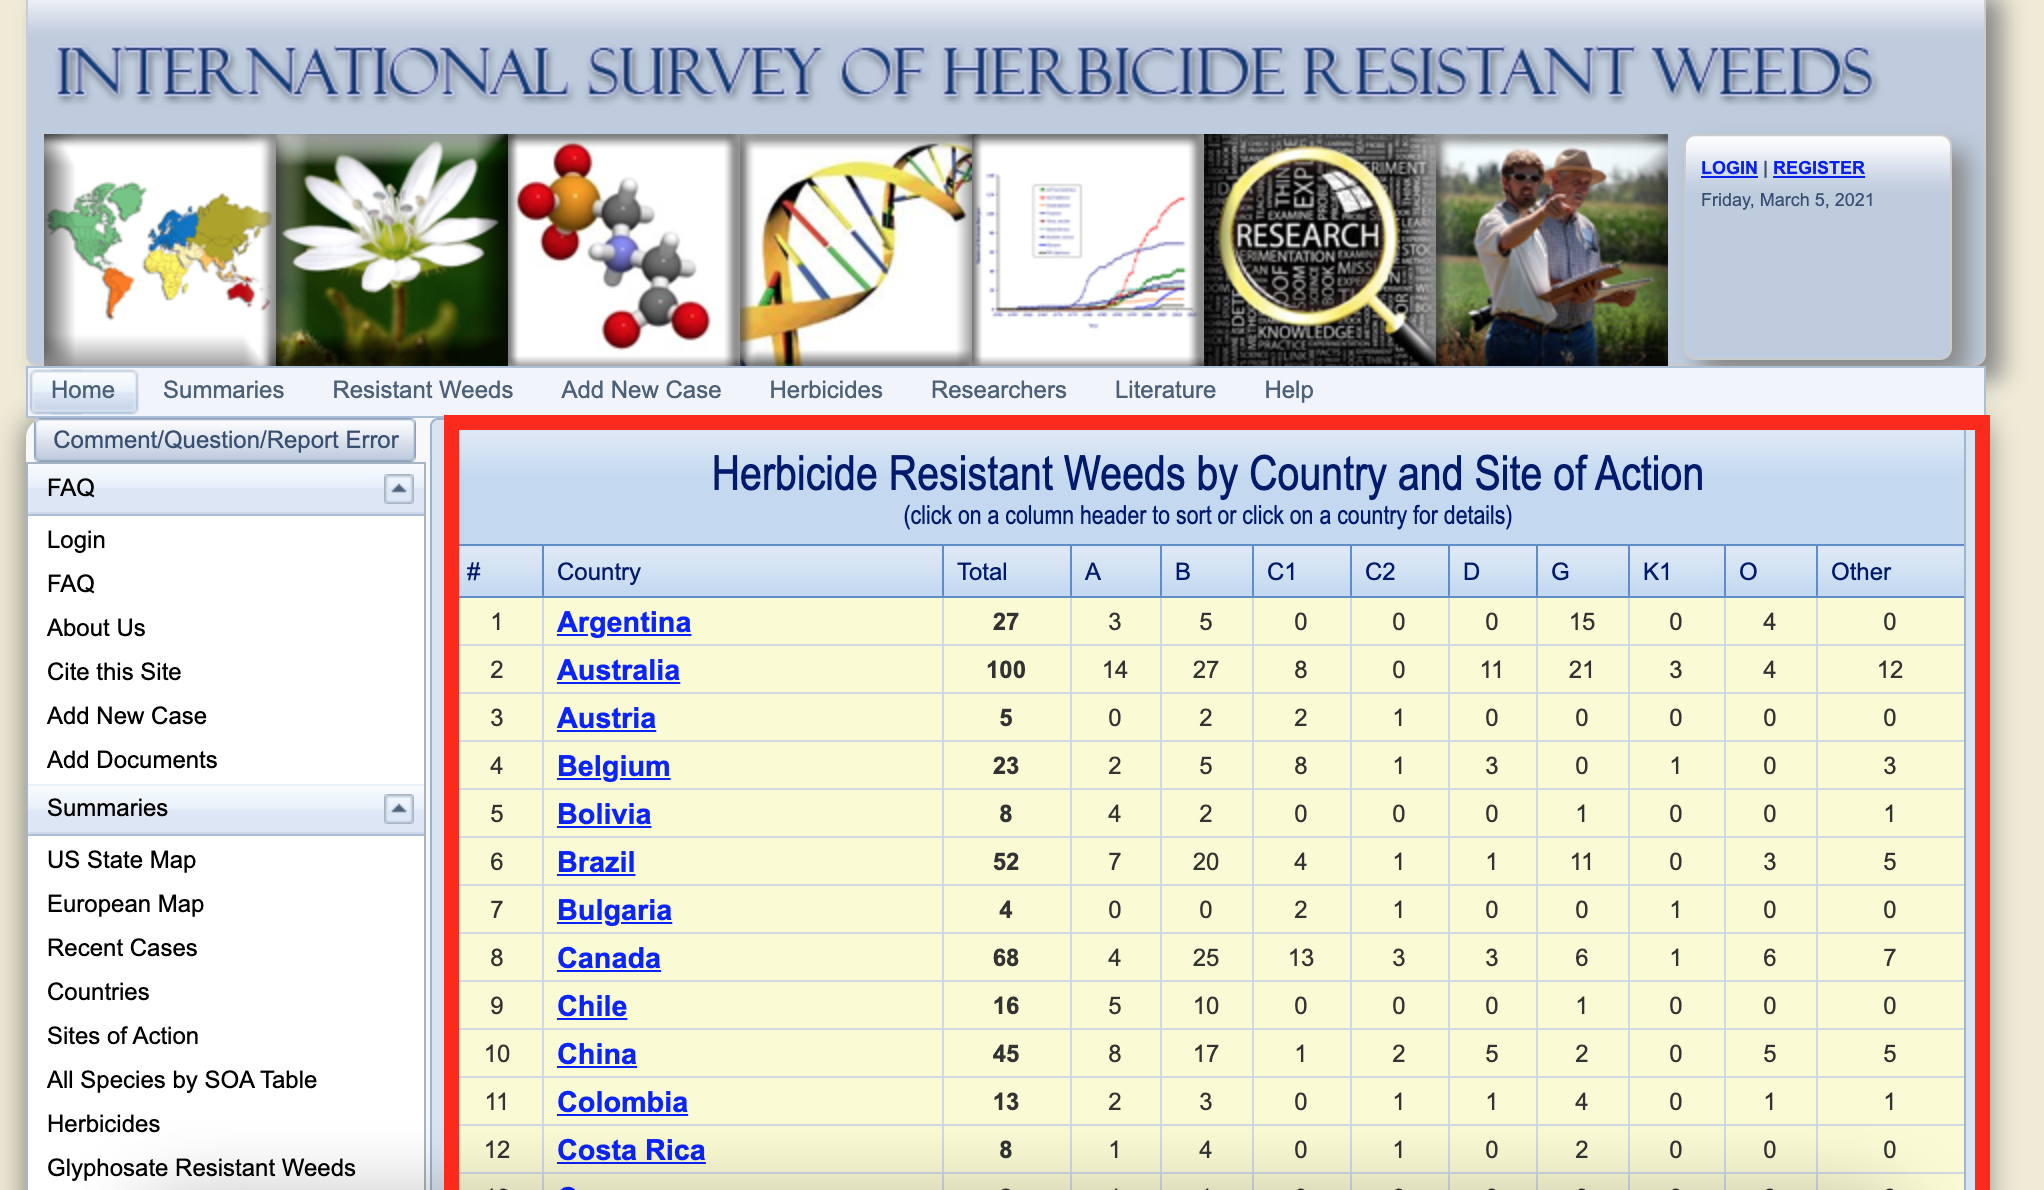 INTERNATIONAL SURVEY OF HERBICIDE RESISTANT WEEDS
RESEARCH
KNOWLEDGE
PRACTICE
LOGIN | REGISTER
Friday, March 5, 2021
Home Summaries Resistant Weeds Add New Case Herbicides Researchers Literature Help
Comment/Question/Report Error
FAQ
Login
FAQ
About Us
Cite this Site
Add New Case
Add Documents
Summaries
US State Map
European Map
Recent Cases
Countries
Sites of Action
All Species by SOA Table
Herbicides
Glyphosate Resistant Weeds
Herbicide Resistant Weeds by Country and Site of Action
(click on a column header to sort or click on a country for details)
# Country Total A B C1 C2 D G K1 O Other
1 Argentina 27 3 5 0 0 0 15 0 4 0
2 Australia 100 14 27 8 0 11 21 3 4 12
3 Austria 5 0 2 2 1 0 0 0 0 0
4 Belgium 23 2 5 8 1 3 0 1 0 3
5 Bolivia 8 4 2 0 0 0 1 0 0 1
6 Brazil 52 7 20 4 1 1 11 0 3 5
7 Bulgaria 4 0 0 2 1 0 0 1 0 0
8 Canada 68 4 25 13 3 3 6 1 6 7
9 Chile 16 5 10 0 0 0 1 0 0 0
10 China 45 8 17 1 2 5 2 0 5 5
11 Colombia 13 2 3 0 1 1 4 0 1 1
12 Costa Rica 8 1 4 0 1 0 2 0 0 0